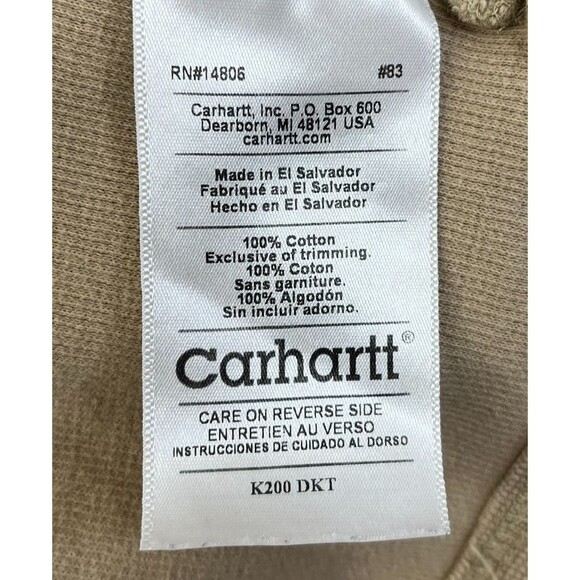 RN#14806 #83
Carhartt, Inc. P.O. Box 600
Dearborn, MI 48121 USA
carhartt.com
Made in El Salvador
Fabriqué au El Salvador
Hecho en El Salvador
100% Cotton
Exclusive of trimming.
100% Coton
Sans garniture.
100% Algodón
Sin incluir adorno.
Carhartt®
CARE ON REVERSE SIDE
ENTRETIEN AU VERSO
INSTRUCCIONES DE CUIDADO AL DORSO
K200 DKT